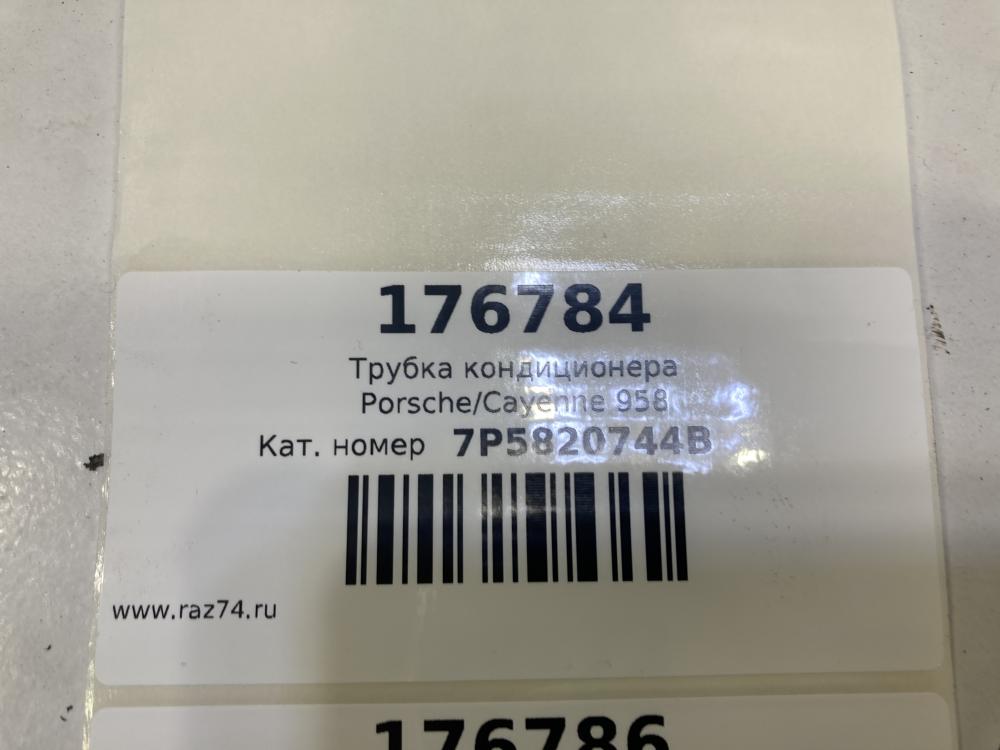 176784
Трубка кондиционера
Porsche/Cayenne 958
Кат. номер 7P5820744B
www.raz74.ru
176786